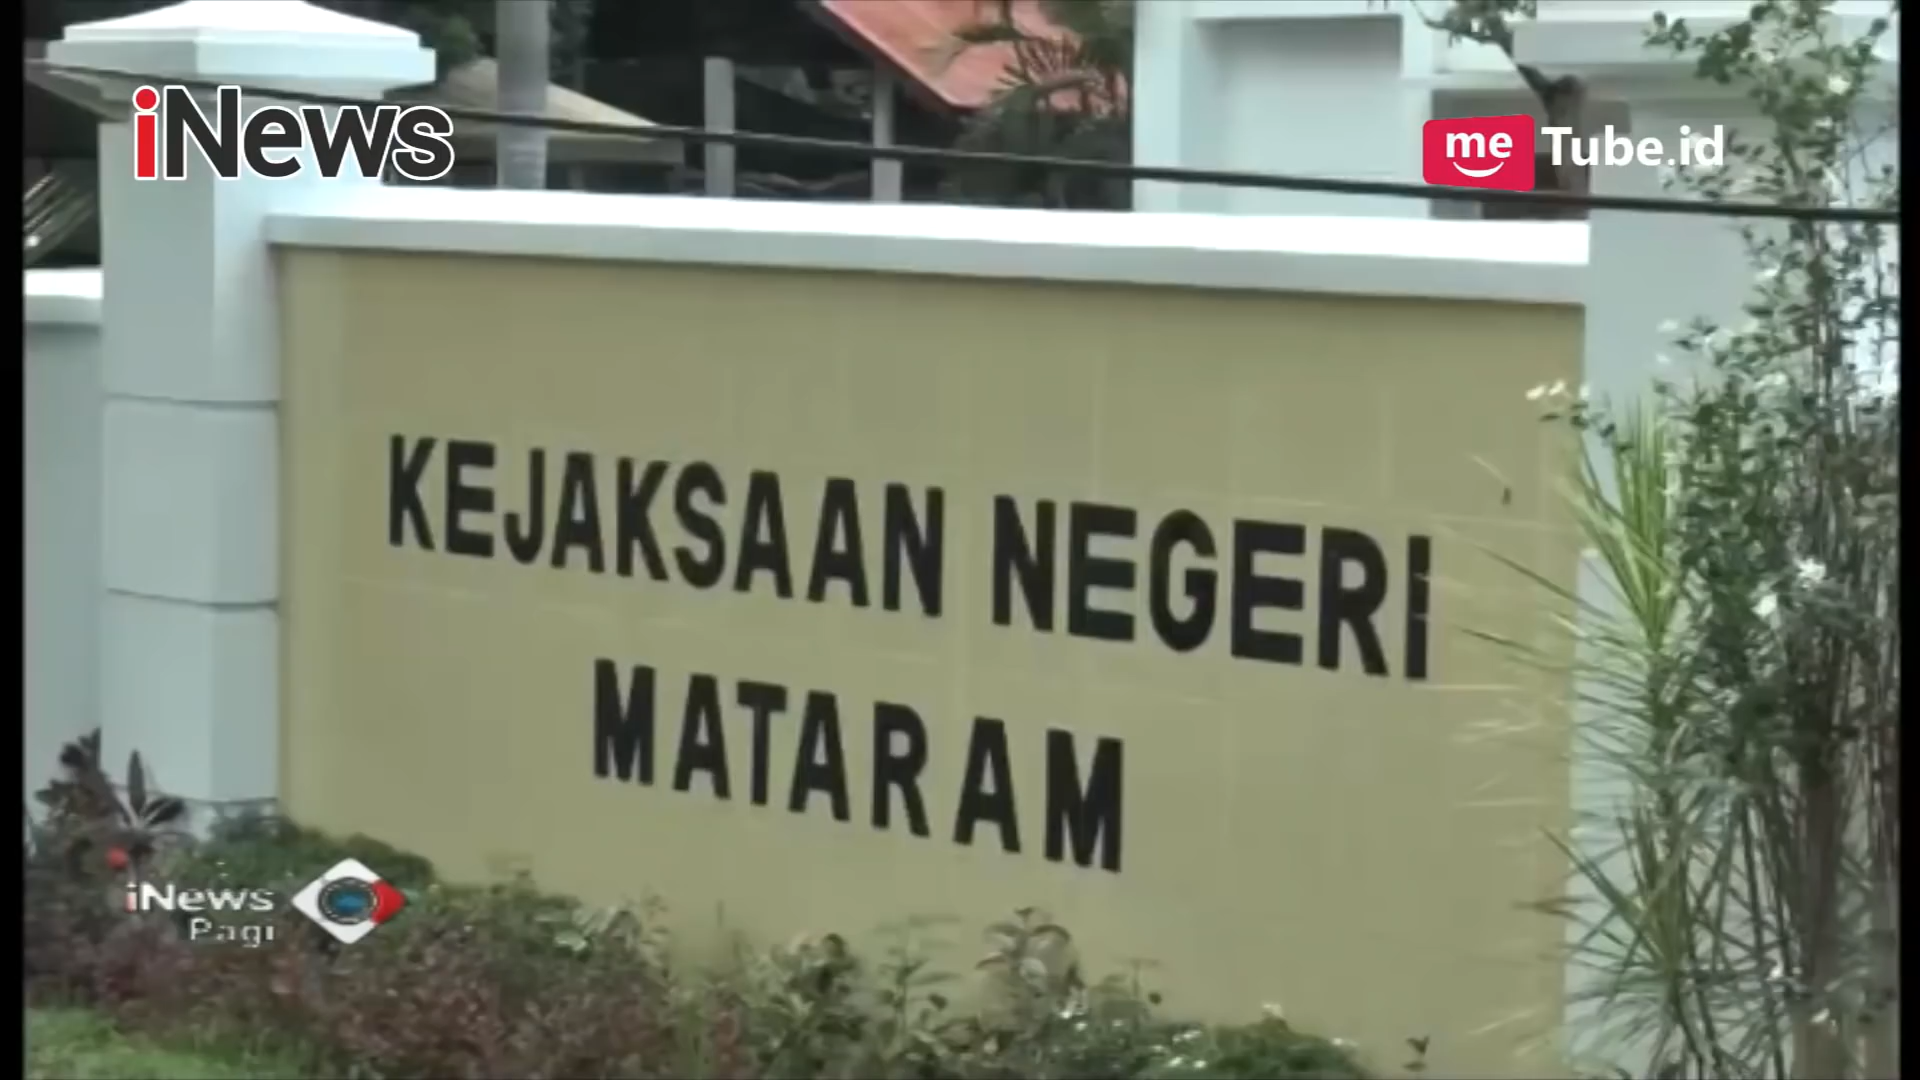 iNews
me Tube.id
KEJAKSAAN NEGERI
MATARAM
iNews
Pagi